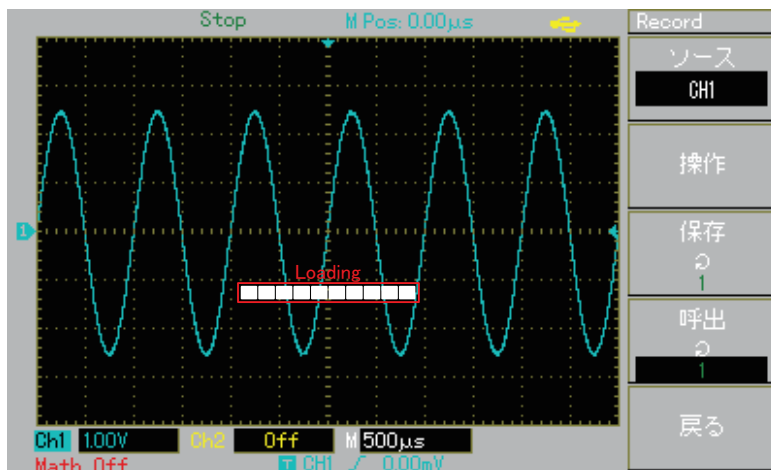 Stop M Pos: 0.00µs
Record
ソース
CH1
操作
保存
1
呼出
1
戻る
1
Loading
Ch1 1.00V Ch2 Off M 500µs
Math Off T CH1 0.00mV